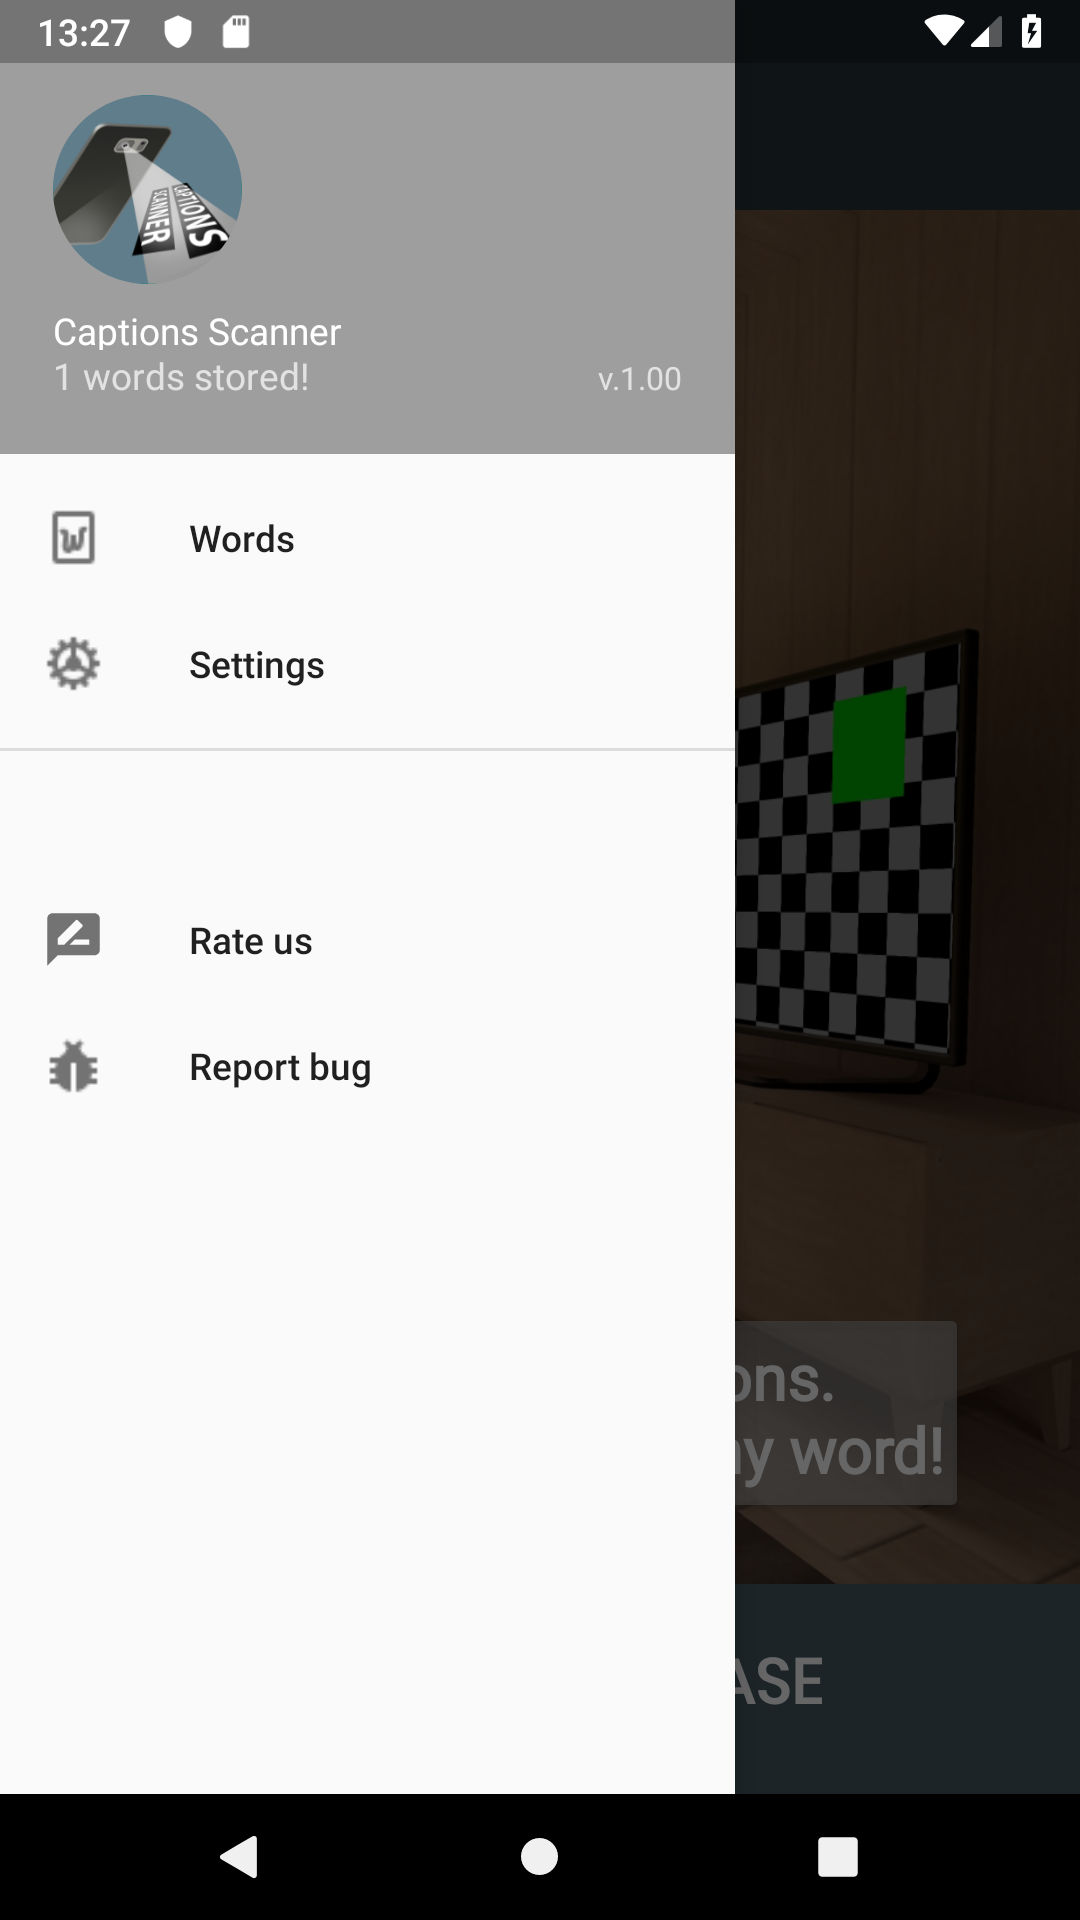 13:27
CAPTIONS
SCANNER
Captions Scanner
1 words stored!
v.1.00
Words
Settings
Rate us
Report bug
ons.
y word!
ASE